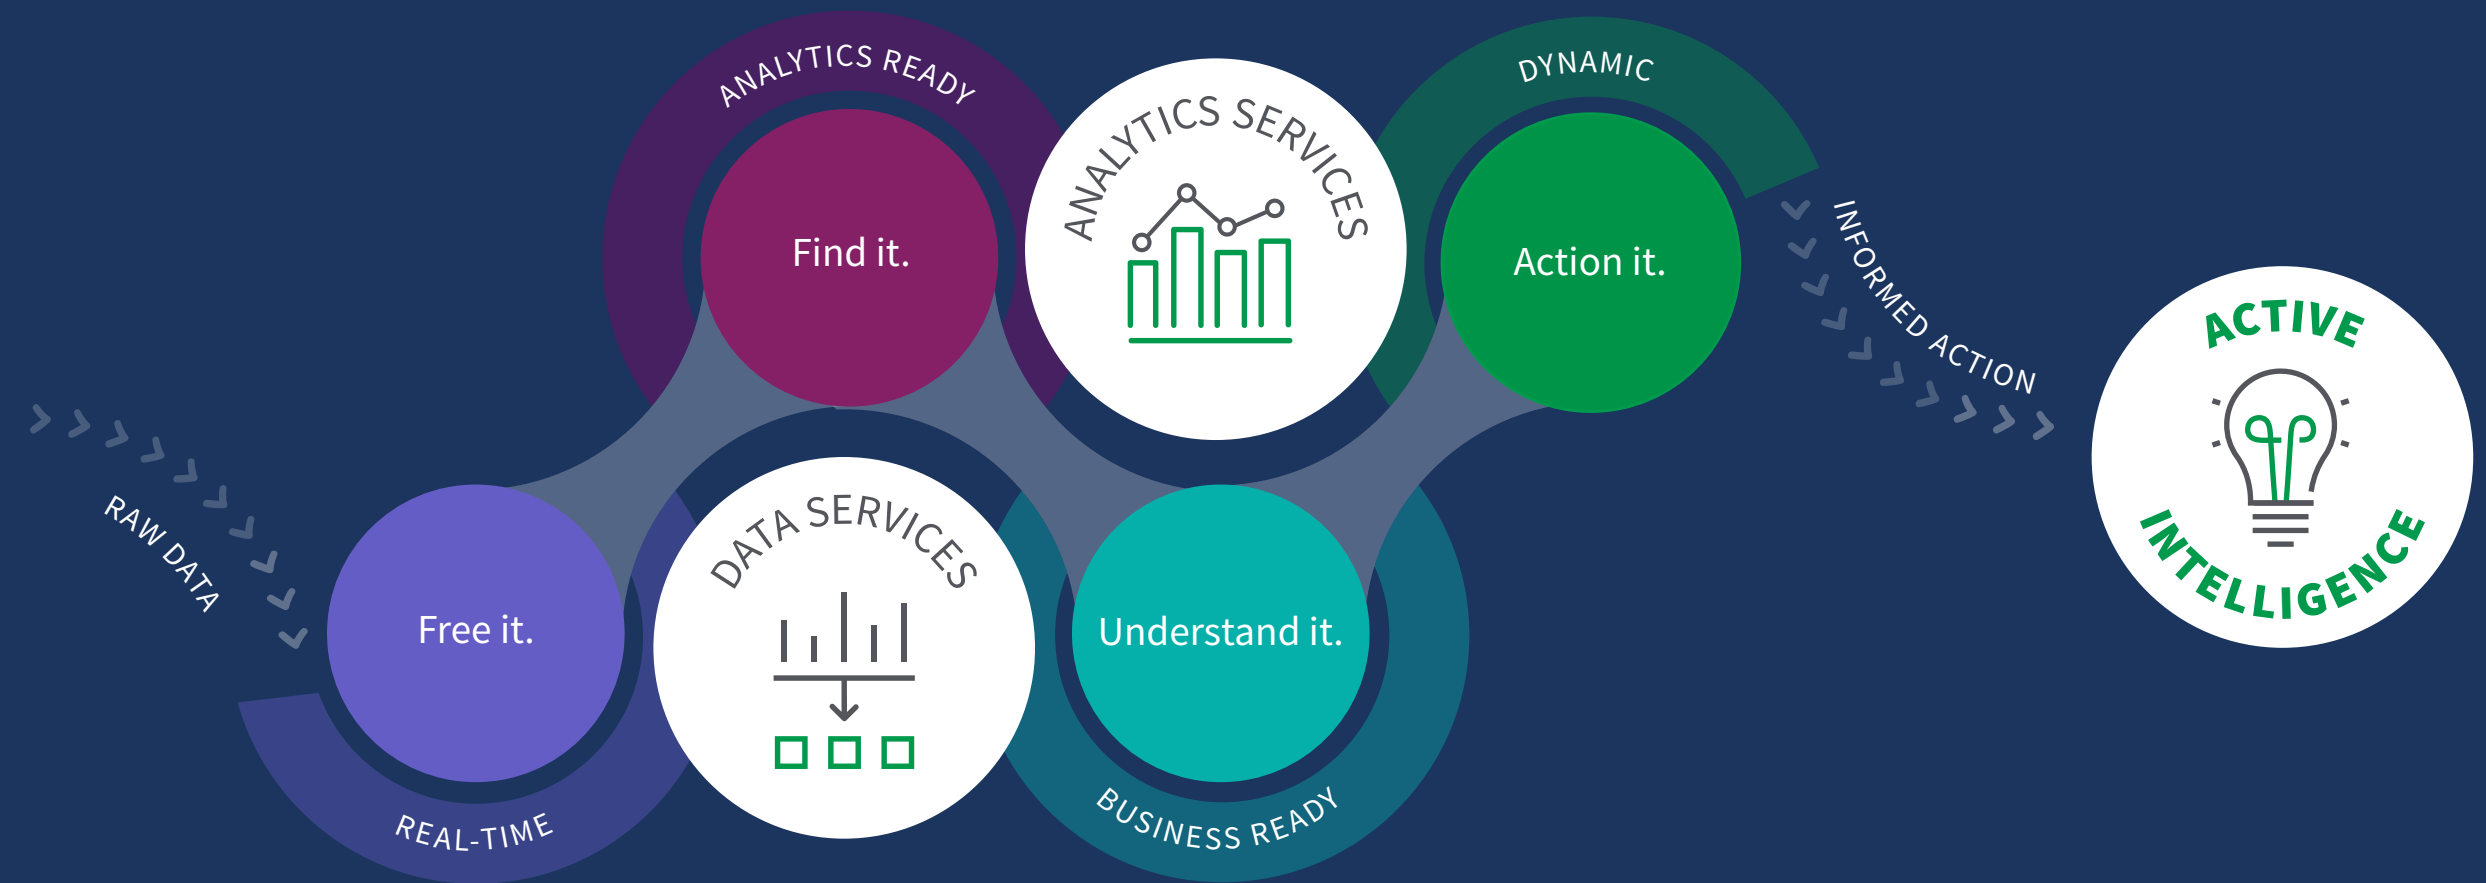 RAW DATA
Free it.
REAL-TIME
ANALYTICS READY
Find it.
DATA SERVICES
ANALYTICS SERVICES
Understand it.
BUSINESS READY
DYNAMIC
Action it.
INFORMED ACTION
ACTIVE
INTELLIGENCE